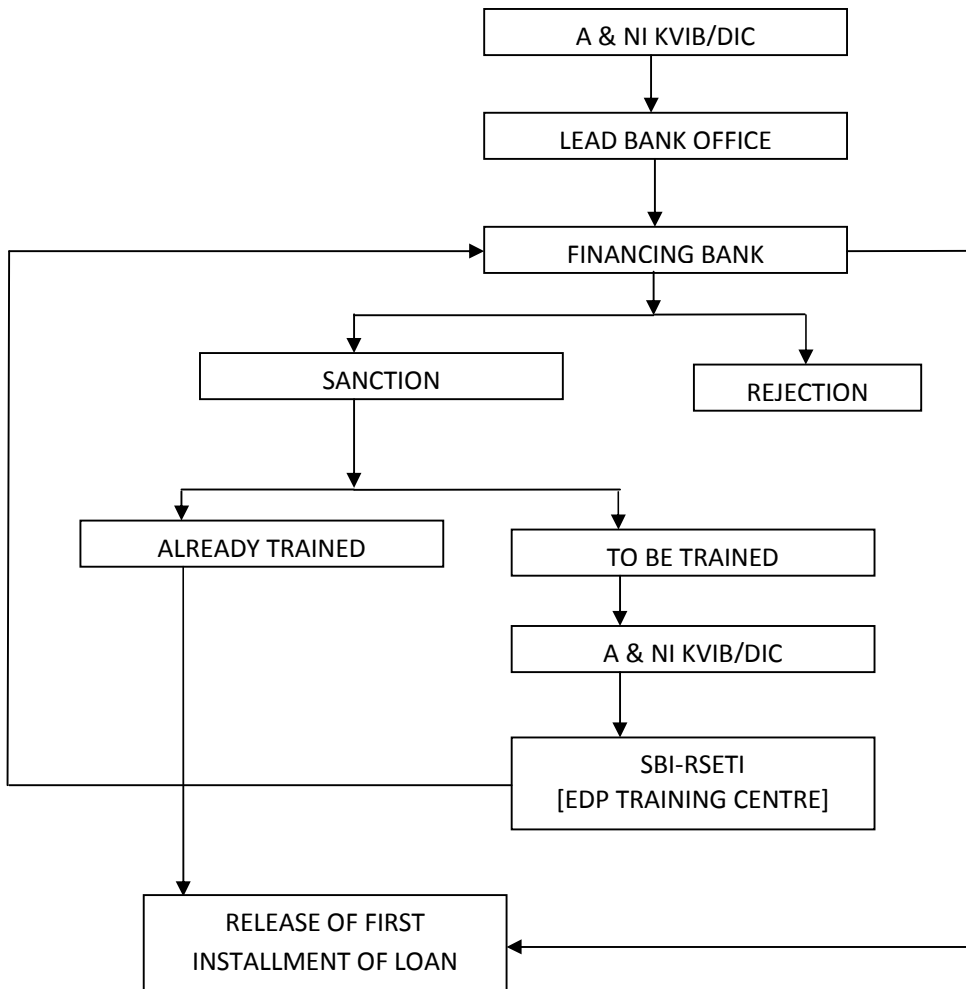 A & NI KVIB/DIC
LEAD BANK OFFICE
FINANCING BANK
SANCTION
REJECTION
ALREADY TRAINED
TO BE TRAINED
A & NI KVIB/DIC
SBI-RSETI
[EDP TRAINING CENTRE]
RELEASE OF FIRST
INSTALLMENT OF LOAN